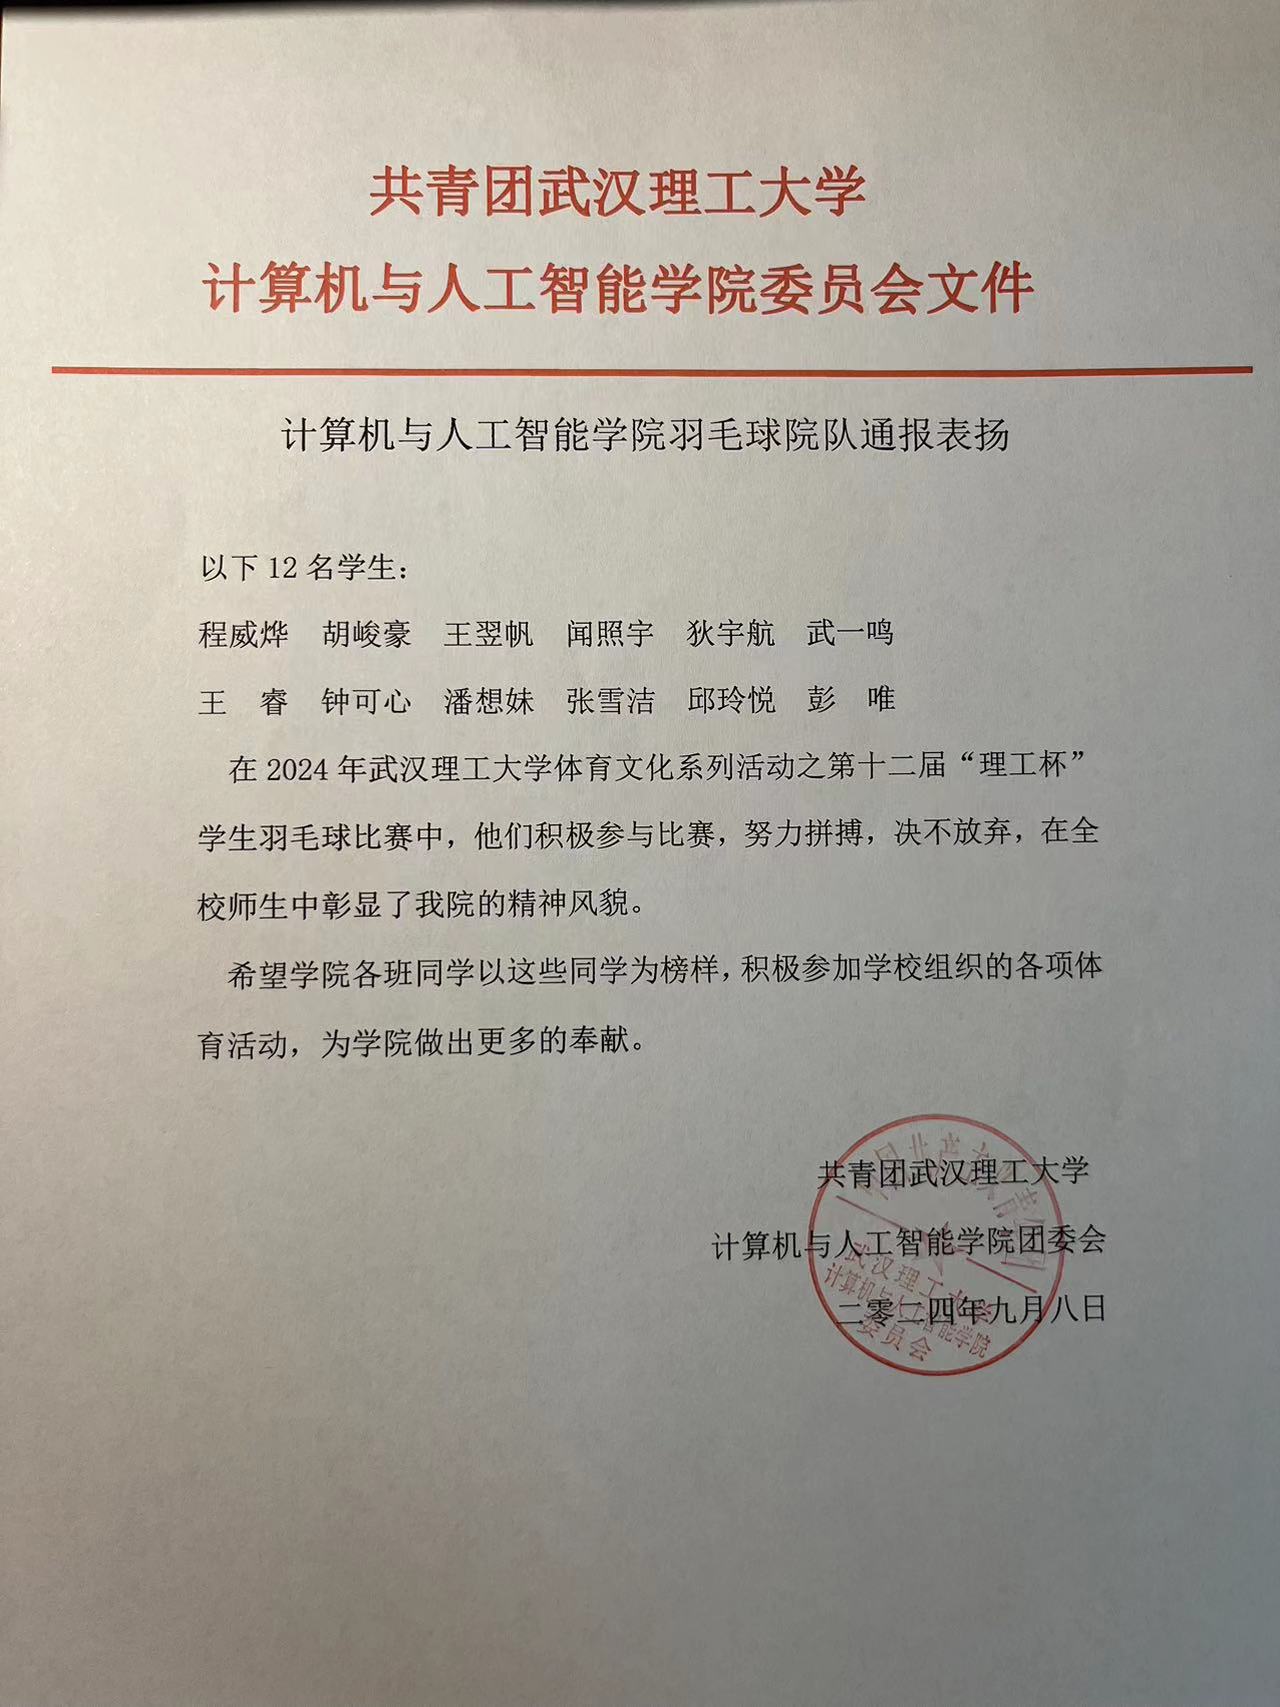 共青团武汉理工大学
计算机与人工智能学院委员会文件
计算机与人工智能学院羽毛球院队通报表扬
以下12名学生：
程威烨 胡峻豪 王翌帆 闻照宇 狄宇航 武一鸣
王 睿 钟可心 潘想妹 张雪洁 邱玲悦 彭 唯
在2024年武汉理工大学体育文化系列活动之第十二届“理工杯”
学生羽毛球比赛中，他们积极参与比赛，努力拼搏，决不放弃，在全
校师生中彰显了我院的精神风貌。
希望学院各班同学以这些同学为榜样，积极参加学校组织的各项体
育活动，为学院做出更多的奉献。
共青团武汉理工大学
计算机与人工智能学院团委会
二零二四年九月八日
武汉理工大学
计算机与人工智能学院
委员会